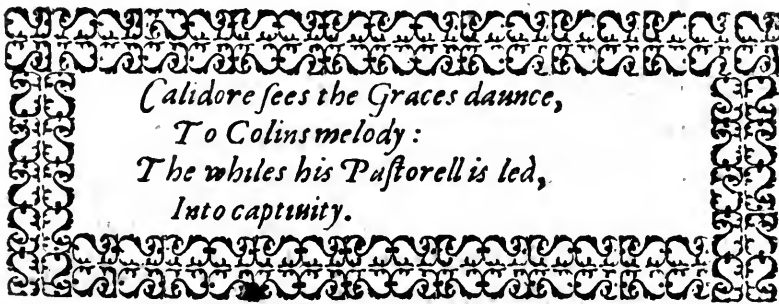 Calidore ſees the Graces daunce,
To Colins melody:
The whiles his Paſtorell is led,
Into captiuity.